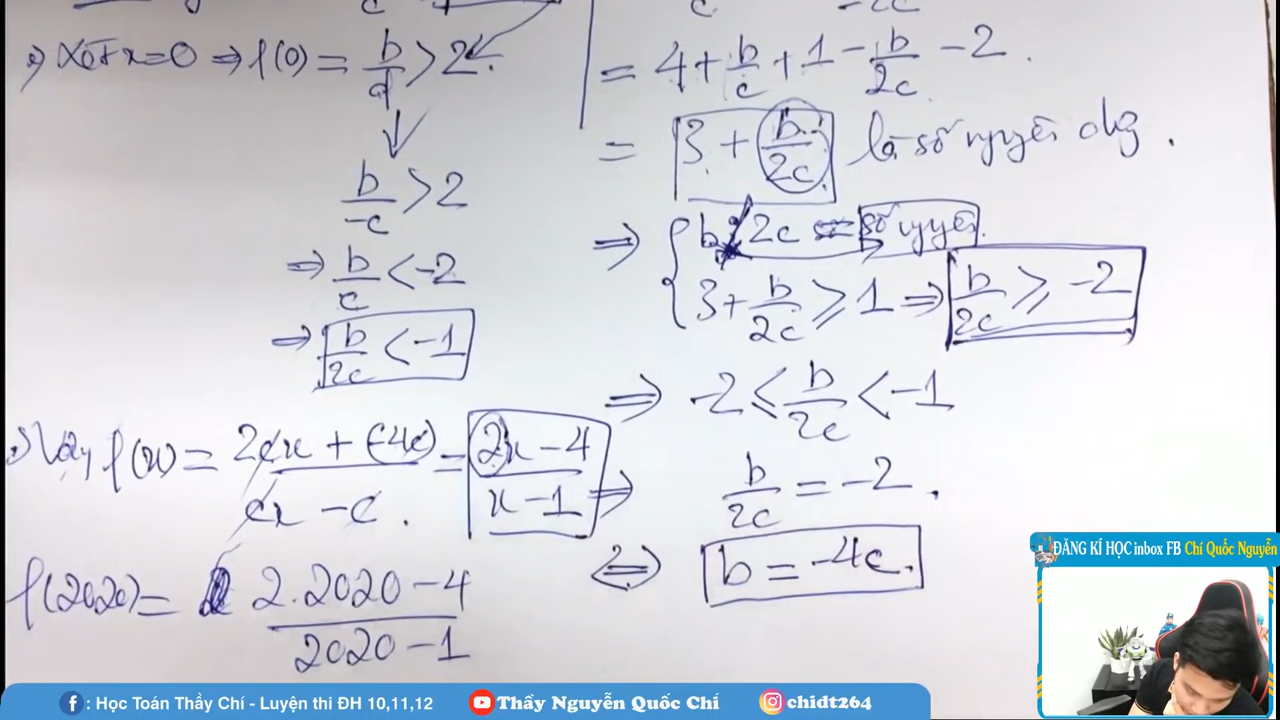 c
•) Xét x=0 ⇒ f(0) = b/d > 2.
b/-c > 2
⇒ b/c < -2
⇒ b/2c < -1
•) Vậy f(x) = 2cx + (-4c) / cx - c = 2x - 4 / x - 1
f(2020) = 2.2020 - 4 / 2020 - 1
c -2c
= 4 + b/c + 1 - b/2c - 2.
= 3 + b/2c là số nguyên dg.
⇒ { b : 2c = số nguyên.
3 + b/2c ≥ 1 ⇒ b/2c ≥ -2
⇒ -2 ≤ b/2c < -1
⇒ b/2c = -2.
⇔ b = -4c.
ĐĂNG KÍ HỌC inbox FB Chí Quốc Nguyễn
: Học Toán Thầy Chí - Luyện thi ĐH 10,11,12
Thầy Nguyễn Quốc Chí
chidt264